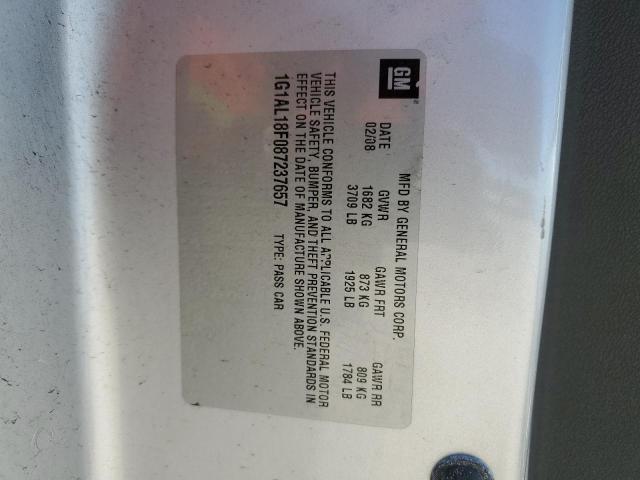 GM ®
MFD BY GENERAL MOTORS CORP.
DATE GVWR GAWR FRT GAWR RR
02/08 1682 KG 873 KG 809 KG
3709 LB 1925 LB 1784 LB
THIS VEHICLE CONFORMS TO ALL APPLICABLE U.S. FEDERAL MOTOR
VEHICLE SAFETY, BUMPER, AND THEFT PREVENTION STANDARDS IN
EFFECT ON THE DATE OF MANUFACTURE SHOWN ABOVE.
1G1AL18F087237657 TYPE: PASS CAR